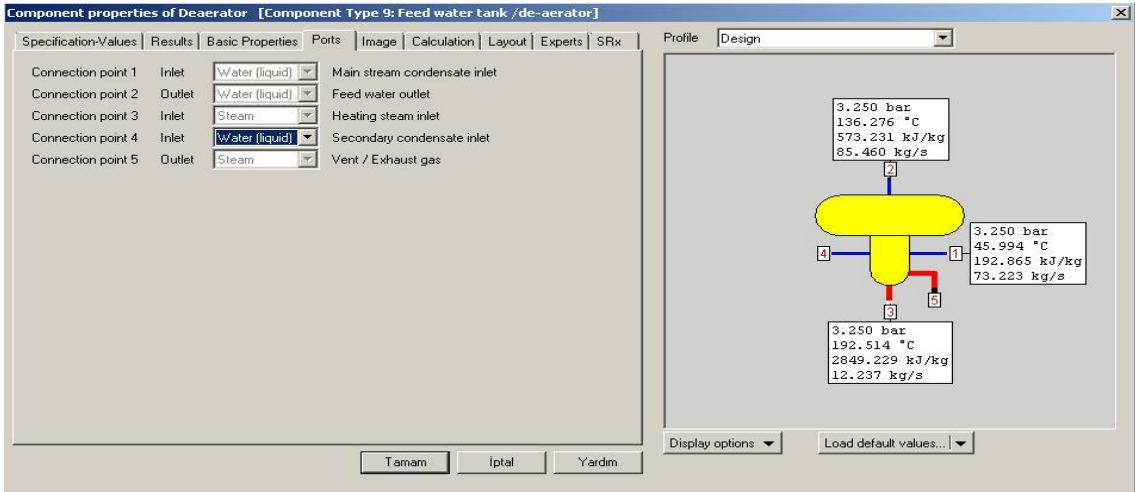 Component properties of Deaerator [Component Type 9: Feed water tank /de-aerator]
Specification-Values Results Basic Properties Ports Image Calculation Layout Experts SRx
Connection point 1 Inlet Water (liquid) Main stream condensate inlet
Connection point 2 Outlet Water (liquid) Feed water outlet
Connection point 3 Inlet Steam Heating steam inlet
Connection point 4 Inlet Water (liquid) Secondary condensate inlet
Connection point 5 Outlet Steam Vent / Exhaust gas
Tamam İptal Yardım
Profile Design
3.250 bar
136.276 °C
573.231 kJ/kg
85.460 kg/s
2
4
1
3.250 bar
45.994 °C
192.865 kJ/kg
73.223 kg/s
5
3
3.250 bar
192.514 °C
2849.229 kJ/kg
12.237 kg/s
Display options Load default values...